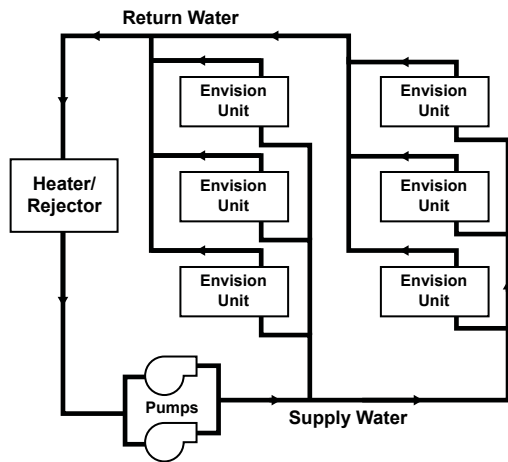 Return Water
Envision
Unit
Envision
Unit
Heater/
Rejector
Envision
Unit
Envision
Unit
Envision
Unit
Envision
Unit
Pumps
Supply Water